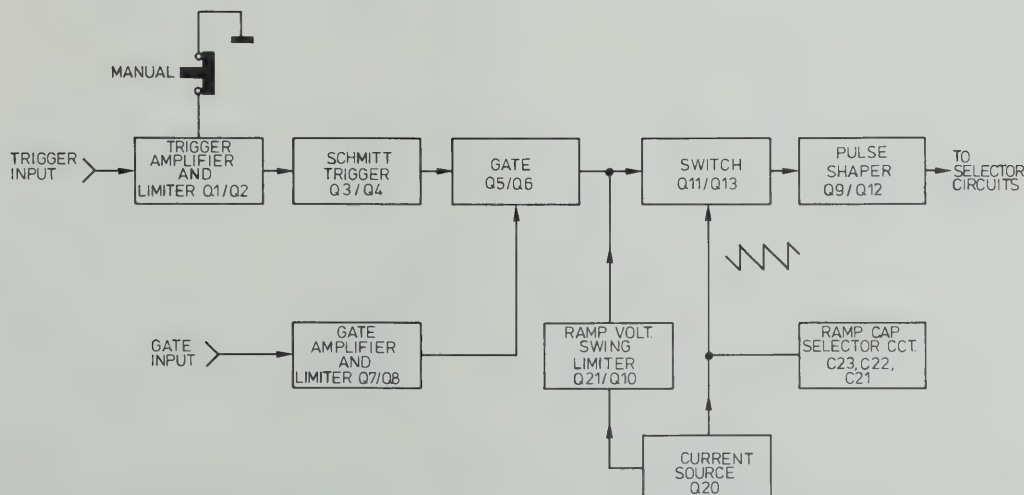 MANUAL
TRIGGER
INPUT
TRIGGER
AMPLIFIER
AND
LIMITER Q1/Q2
SCHMITT
TRIGGER
Q3/Q4
GATE
Q5/Q6
SWITCH
Q11/Q13
PULSE
SHAPER
Q9/Q12
TO
SELECTOR
CIRCUITS
GATE
INPUT
GATE
AMPLIFIER
AND
LIMITER Q7/Q8
RAMP VOLT.
SWING
LIMITER
Q21/Q10
RAMP CAP
SELECTOR CCT.
C23, C22,
C21
CURRENT
SOURCE
Q20